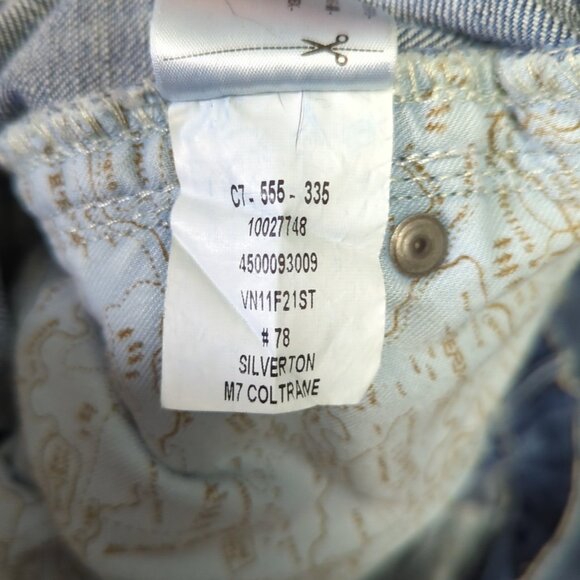 C7-555-335
10027748
4500093009
VN11F21ST
#78
SILVERTON
M7 COLTRANE